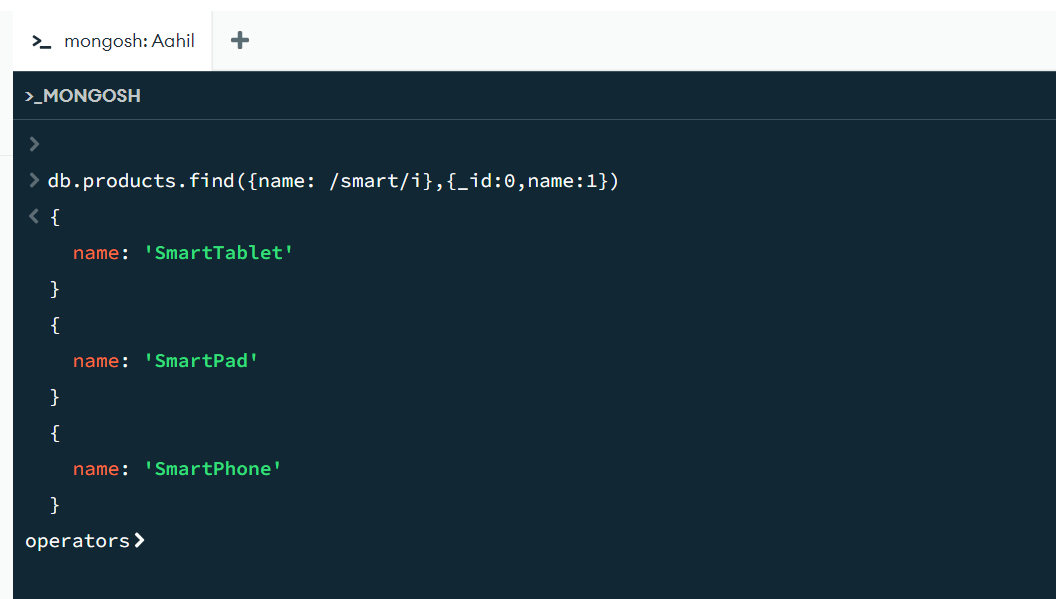 >_ mongosh: Aahil +
>_MONGOSH
>
> db.products.find({name: /smart/i},{_id:0,name:1})
< {
name: 'SmartTablet'
}
{
name: 'SmartPad'
}
{
name: 'SmartPhone'
}
operators>